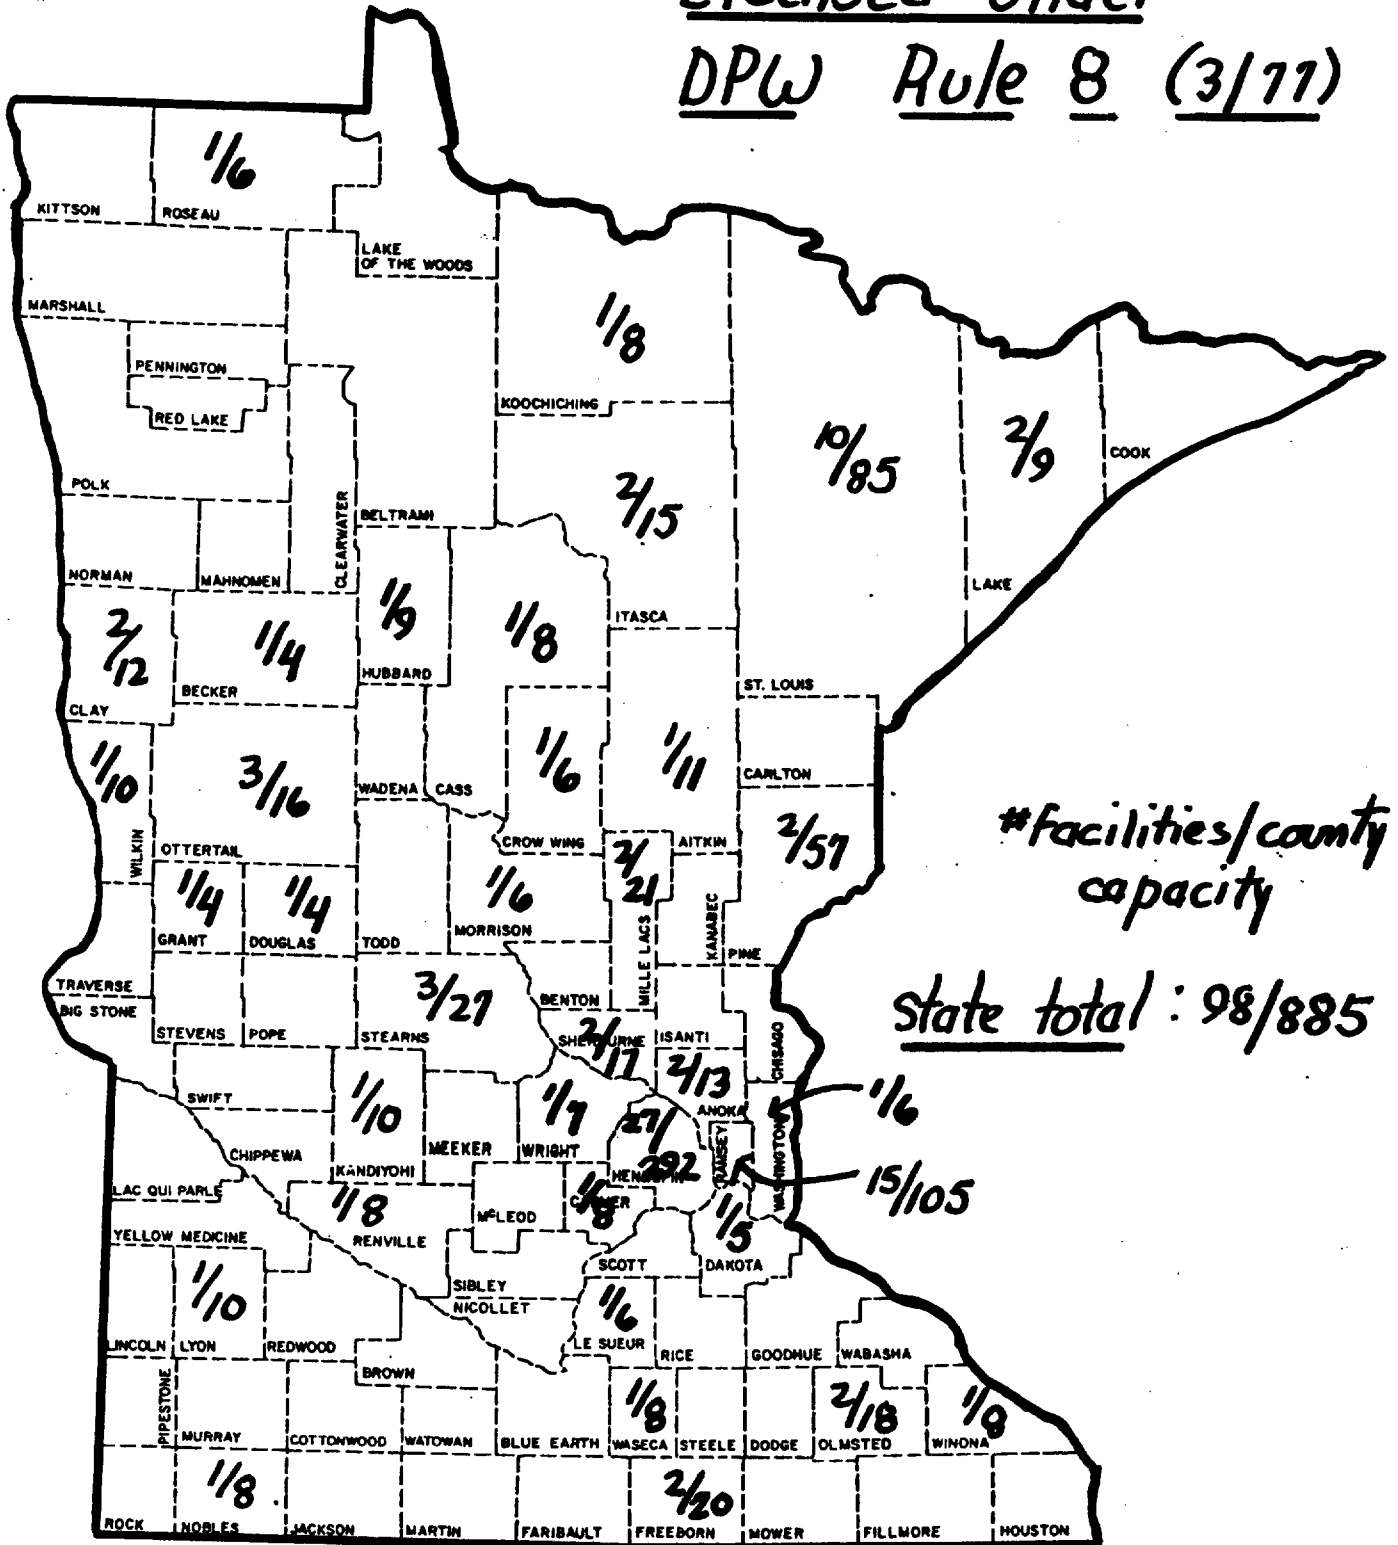 DPW Rule 8 (3/77)
1/6
KITTSON
ROSEAU
LAKE
OF THE WOODS
MARSHALL
1/8
PENNINGTON
RED LAKE
KOOCHICHING
10/85
2/9
COOK
POLK
2/15
CLEARWATER
BELTRAMI
NORMAN
MAHNOMEN
LAKE
2/12
1/4
1/9
1/8
ITASCA
HUBBARD
BECKER
ST. LOUIS
CLAY
1/10
3/16
1/6
1/11
WADENA
CASS
CARLTON
WILKIN
OTTERTAIL
CROW WING
2/21
AITKIN
2/57
#facilities/county
capacity
1/4
1/4
1/6
GRANT
DOUGLAS
TODD
MORRISON
MILLE LACS
KANABEC
PINE
TRAVERSE
BIG STONE
3/27
BENTON
state total: 98/885
STEVENS
POPE
STEARNS
SHERBURNE
2/17
ISANTI
CHISAGO
SWIFT
1/10
1/7
2/13
ANOKA
1/6
27/292
CHIPPEWA
KANDIYOHI
MEEKER
WRIGHT
HENNEPIN
RAMSEY
WASHINGTON
15/105
LAC QUI PARLE
1/8
McLEOD
CARVER
1/8
1/5
YELLOW MEDICINE
RENVILLE
SCOTT
DAKOTA
1/10
SIBLEY
NICOLLET
1/6
LINCOLN
LYON
REDWOOD
LE SUEUR
RICE
GOODHUE
WABASHA
BROWN
PIPESTONE
1/8
2/18
1/8
MURRAY
COTTONWOOD
WATOWAN
BLUE EARTH
WASECA
STEELE
DODGE
OLMSTED
WINONA
1/8
2/20
ROCK
NOBLES
JACKSON
MARTIN
FARIBAULT
FREEBORN
MOWER
FILLMORE
HOUSTON